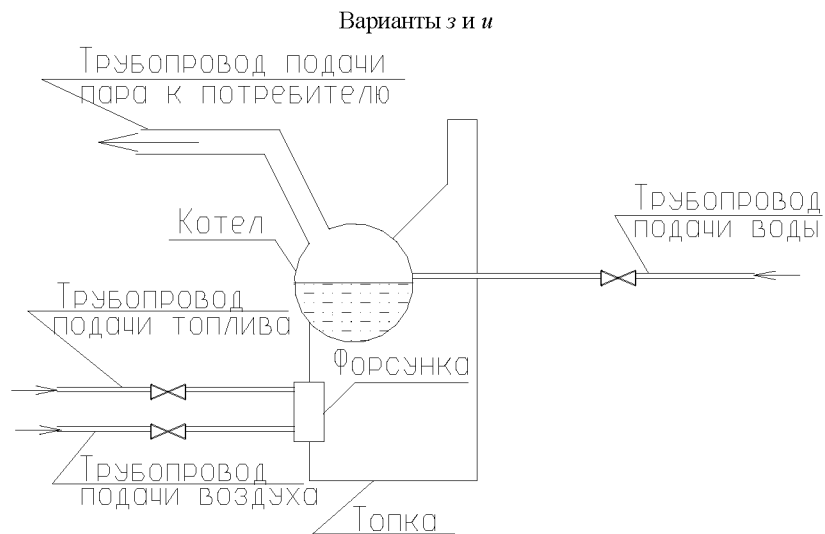 Варианты з и и
Трубопровод подачи
пара к потребителю
Трубопровод
подачи воды
Котел
Трубопровод
подачи топлива
Форсунка
Трубопровод
подачи воздуха
Топка